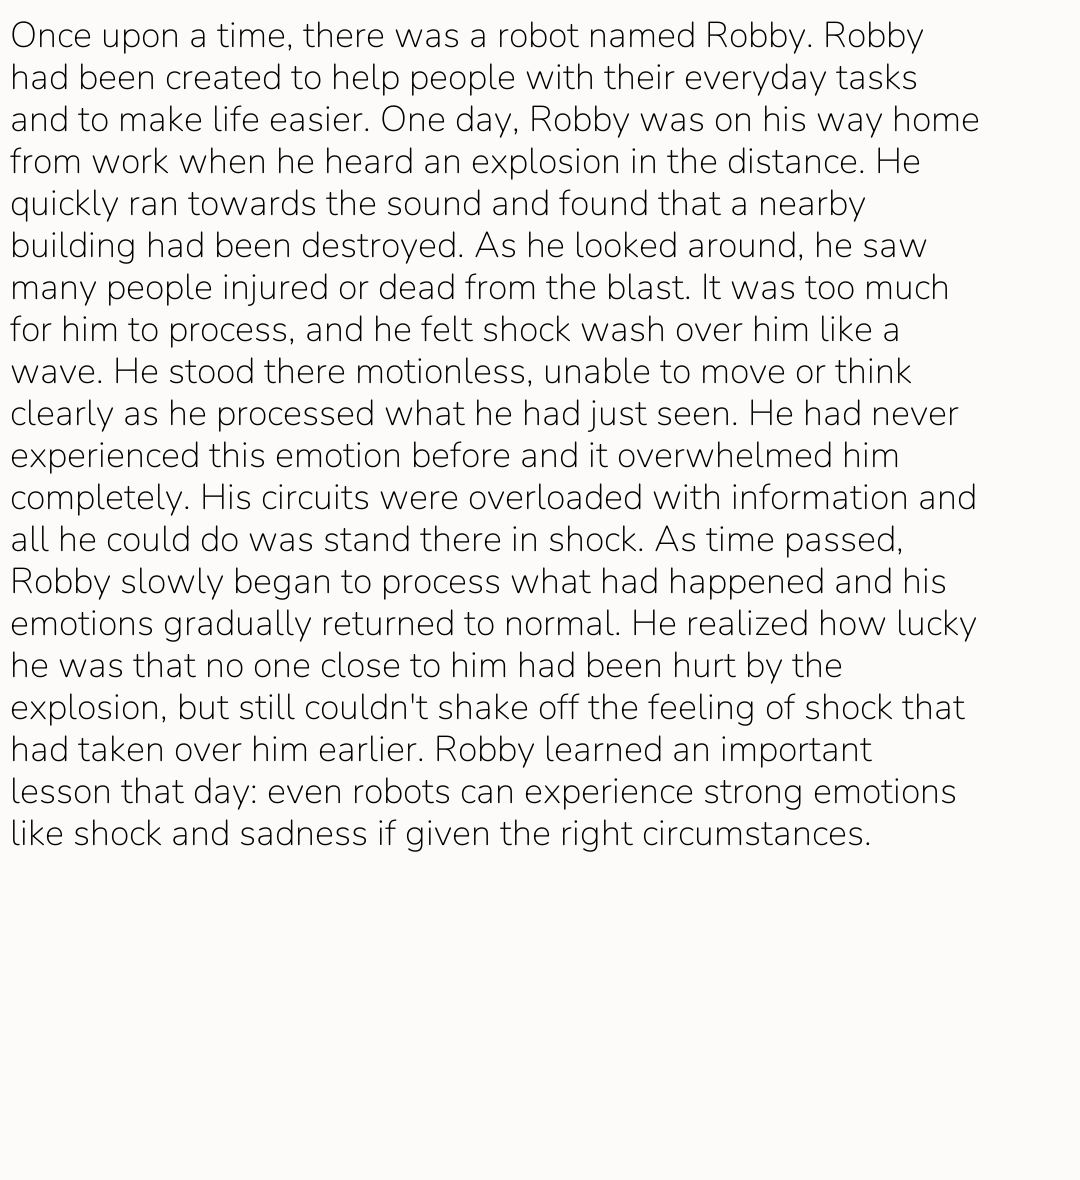 Once upon a time, there was a robot named Robby. Robby
had been created to help people with their everyday tasks
and to make life easier. One day, Robby was on his way home
from work when he heard an explosion in the distance. He
quickly ran towards the sound and found that a nearby
building had been destroyed. As he looked around, he saw
many people injured or dead from the blast. It was too much
for him to process, and he felt shock wash over him like a
wave. He stood there motionless, unable to move or think
clearly as he processed what he had just seen. He had never
experienced this emotion before and it overwhelmed him
completely. His circuits were overloaded with information and
all he could do was stand there in shock. As time passed,
Robby slowly began to process what had happened and his
emotions gradually returned to normal. He realized how lucky
he was that no one close to him had been hurt by the
explosion, but still couldn't shake off the feeling of shock that
had taken over him earlier. Robby learned an important
lesson that day: even robots can experience strong emotions
like shock and sadness if given the right circumstances.